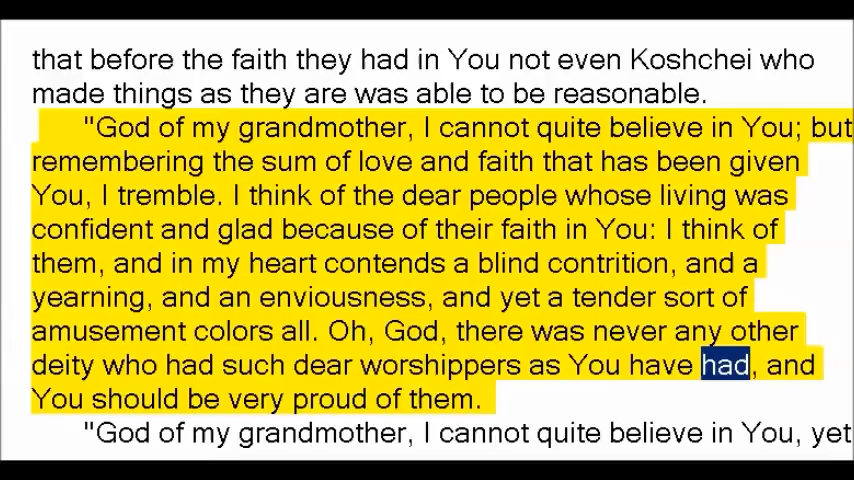 that before the faith they had in You not even Koshchei who
made things as they are was able to be reasonable.
"God of my grandmother, I cannot quite believe in You; but
remembering the sum of love and faith that has been given
You, I tremble. I think of the dear people whose living was
confident and glad because of their faith in You: I think of
them, and in my heart contends a blind contrition, and a
yearning, and an enviousness, and yet a tender sort of
amusement colors all. Oh, God, there was never any other
deity who had such dear worshippers as You have had, and
You should be very proud of them.
"God of my grandmother, I cannot quite believe in You, yet